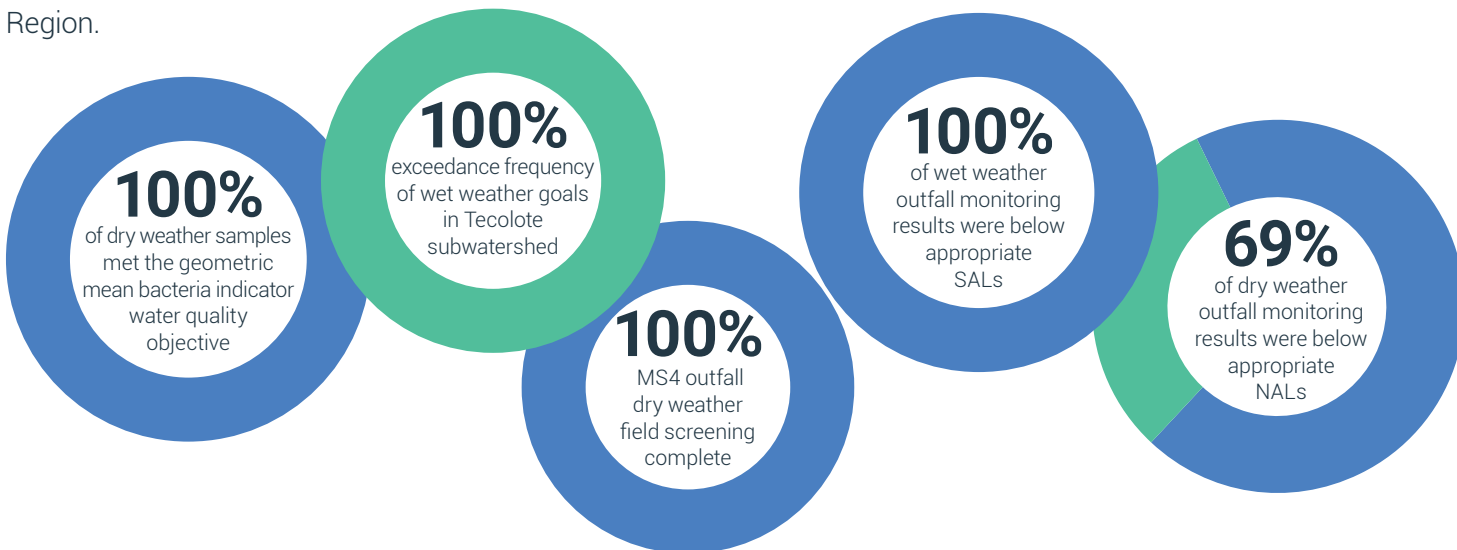 Region.
100%
of dry weather samples
met the geometric
mean bacteria indicator
water quality
objective
100%
exceedance frequency
of wet weather goals
in Tecolote
subwatershed
100%
MS4 outfall
dry weather
field screening
complete
100%
of wet weather
outfall monitoring
results were below
appropriate
SALs
69%
of dry weather
outfall monitoring
results were below
appropriate
NALs